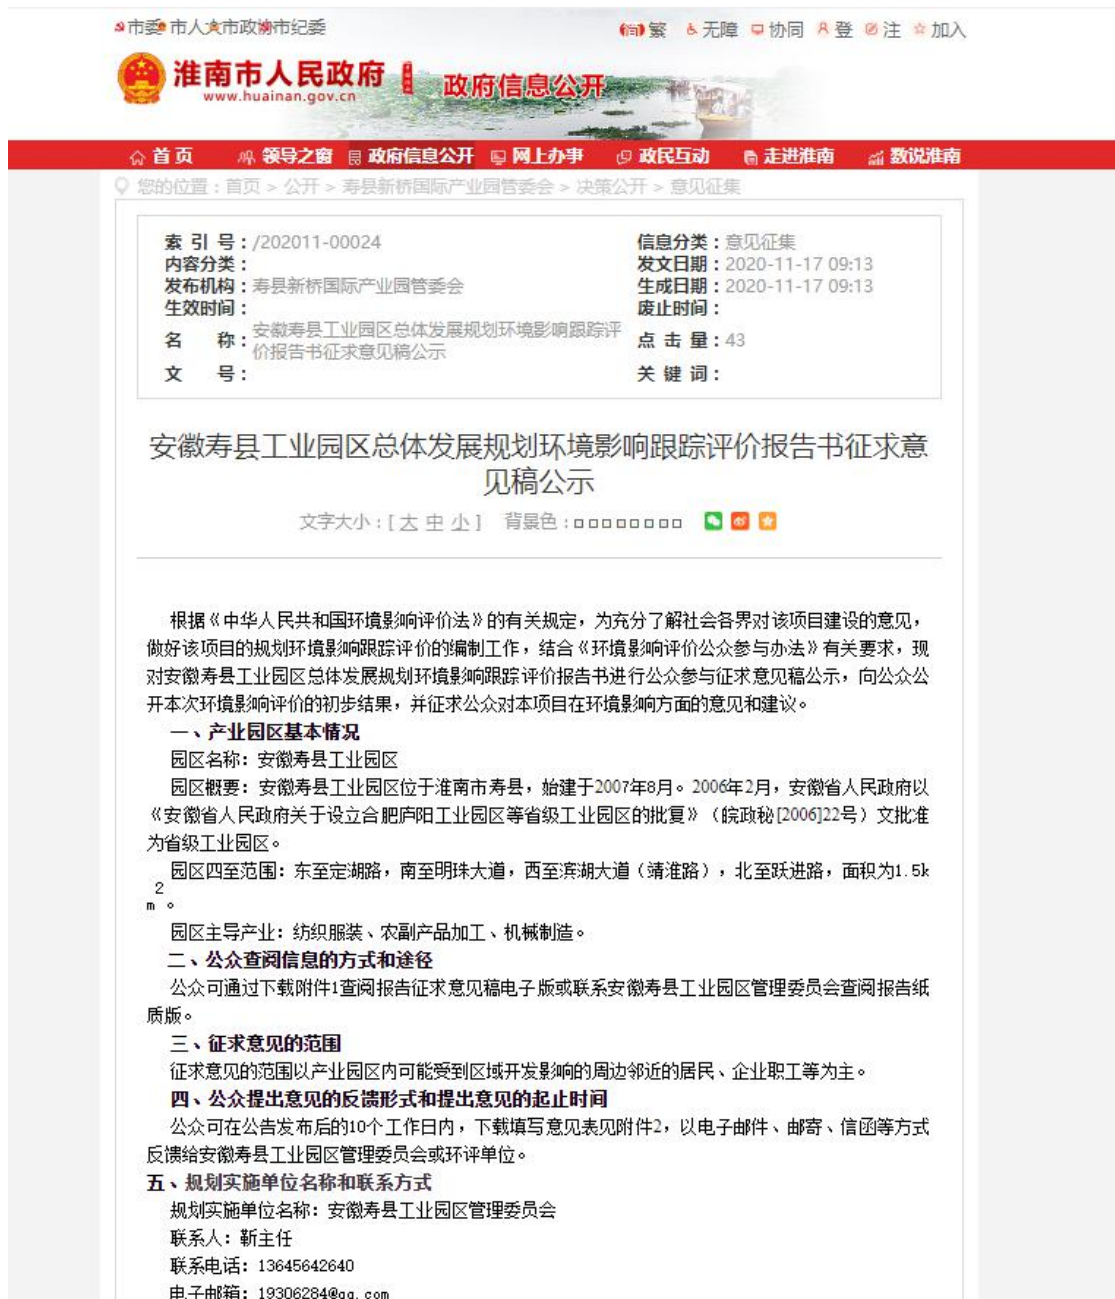 市委 市人大 市政协 市纪委
繁 无障 协同 登 注 加入
淮南市人民政府 政府信息公开
www.huainan.gov.cn
首页 领导之窗 政府信息公开 网上办事 政民互动 走进淮南 数说淮南
您的位置：首页 > 公开 > 寿县新桥国际产业园管委会 > 决策公开 > 意见征集
索 引 号：/202011-00024 信息分类：意见征集
内容分类： 发文日期：2020-11-17 09:13
发布机构：寿县新桥国际产业园管委会 生成日期：2020-11-17 09:13
生效时间： 废止时间：
名 称：安徽寿县工业园区总体发展规划环境影响跟踪评
价报告书征求意见稿公示 点 击 量：43
文 号： 关 键 词：
安徽寿县工业园区总体发展规划环境影响跟踪评价报告书征求意
见稿公示
文字大小：[ 大 中 小 ] 背景色：
根据《中华人民共和国环境影响评价法》的有关规定，为充分了解社会各界对该项目建设的意见，
做好该项目的规划环境影响跟踪评价的编制工作，结合《环境影响评价公众参与办法》有关要求，现
对安徽寿县工业园区总体发展规划环境影响跟踪评价报告书进行公众参与征求意见稿公示，向公众公
开本次环境影响评价的初步结果，并征求公众对本项目在环境影响方面的意见和建议。
一、产业园区基本情况
园区名称：安徽寿县工业园区
园区概要：安徽寿县工业园区位于淮南市寿县，始建于2007年8月。2006年2月，安徽省人民政府以
《安徽省人民政府关于设立合肥庐阳工业园区等省级工业园区的批复》（皖政秘[2006]22号）文批准
为省级工业园区。
园区四至范围：东至定湖路，南至明珠大道，西至滨湖大道（靖淮路），北至跃进路，面积为1.5k
m²。
园区主导产业：纺织服装、农副产品加工、机械制造。
二、公众查阅信息的方式和途径
公众可通过下载附件1查阅报告征求意见稿电子版或联系安徽寿县工业园区管理委员会查阅报告纸
质版。
三、征求意见的范围
征求意见的范围以产业园区内可能受到区域开发影响的周边邻近的居民、企业职工等为主。
四、公众提出意见的反馈形式和提出意见的起止时间
公众可在公告发布后的10个工作日内，下载填写意见表见附件2，以电子邮件、邮寄、信函等方式
反馈给安徽寿县工业园区管理委员会或环评单位。
五、规划实施单位名称和联系方式
规划实施单位名称：安徽寿县工业园区管理委员会
联系人：靳主任
联系电话：13645642640
电子邮箱：19306284@qq.com